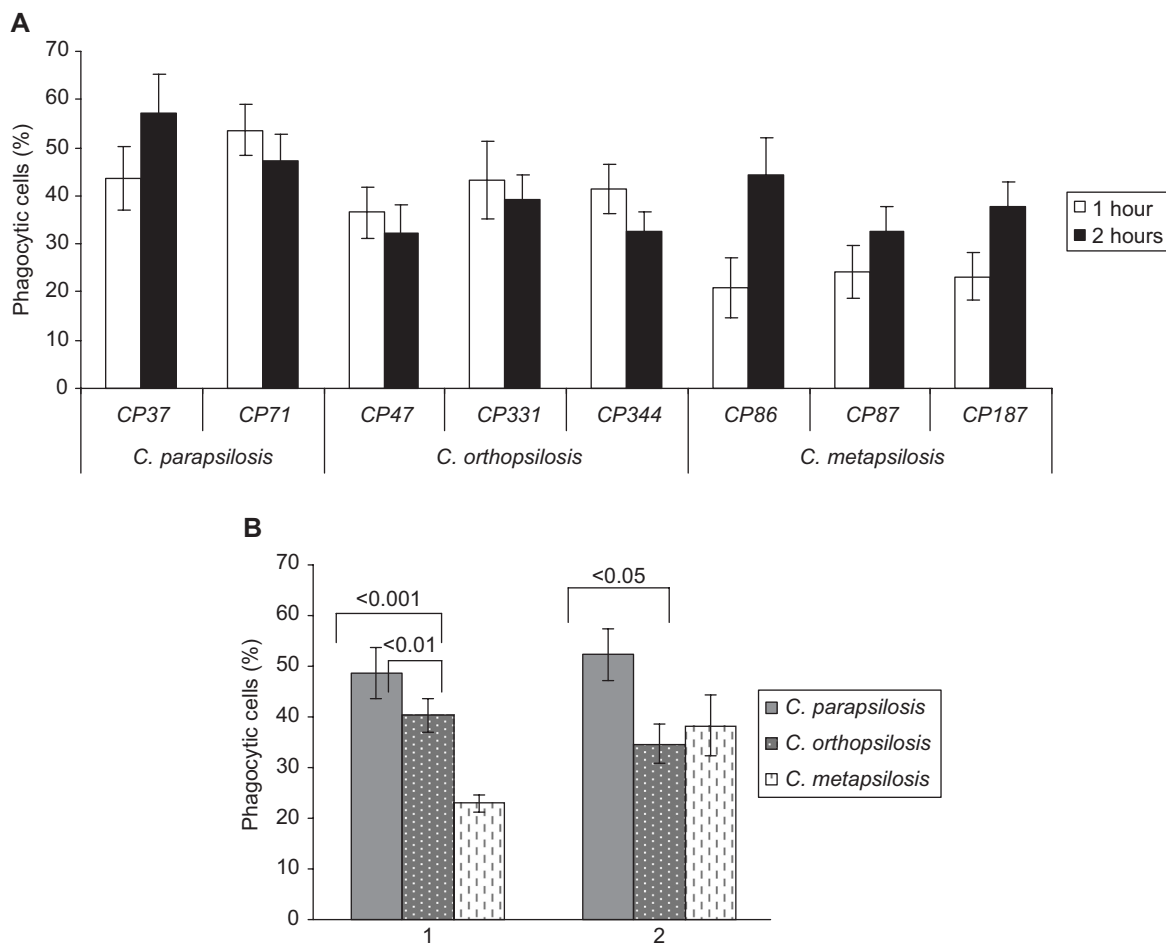 A
Phagocytic cells (%)
70
60
50
40
30
20
10
0
CP37 CP71 CP47 CP331 CP344 CP86 CP87 CP187
C. parapsilosis C. orthopsilosis C. metapsilosis
1 hour
2 hours
B
Phagocytic cells (%)
70
60
50
40
30
20
10
0
<0.001
<0.01
<0.05
1 2
C. parapsilosis
C. orthopsilosis
C. metapsilosis